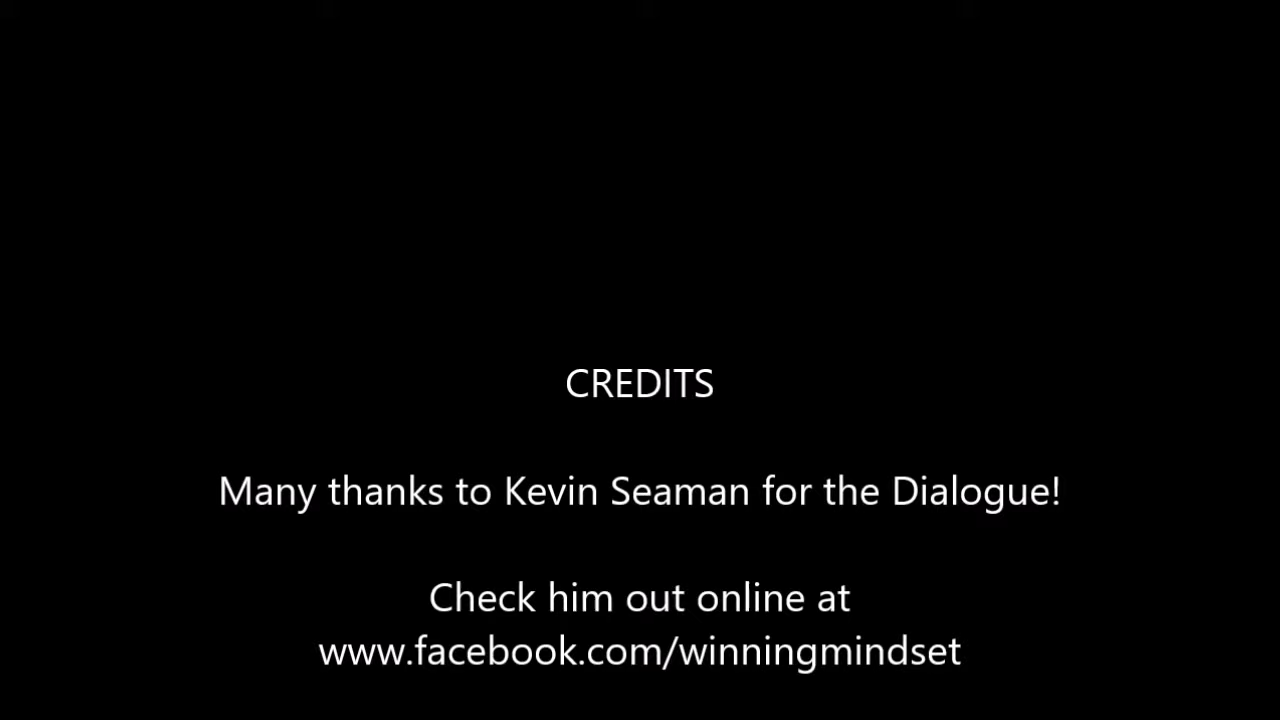 CREDITS
Many thanks to Kevin Seaman for the Dialogue!
Check him out online at
www.facebook.com/winningmindset